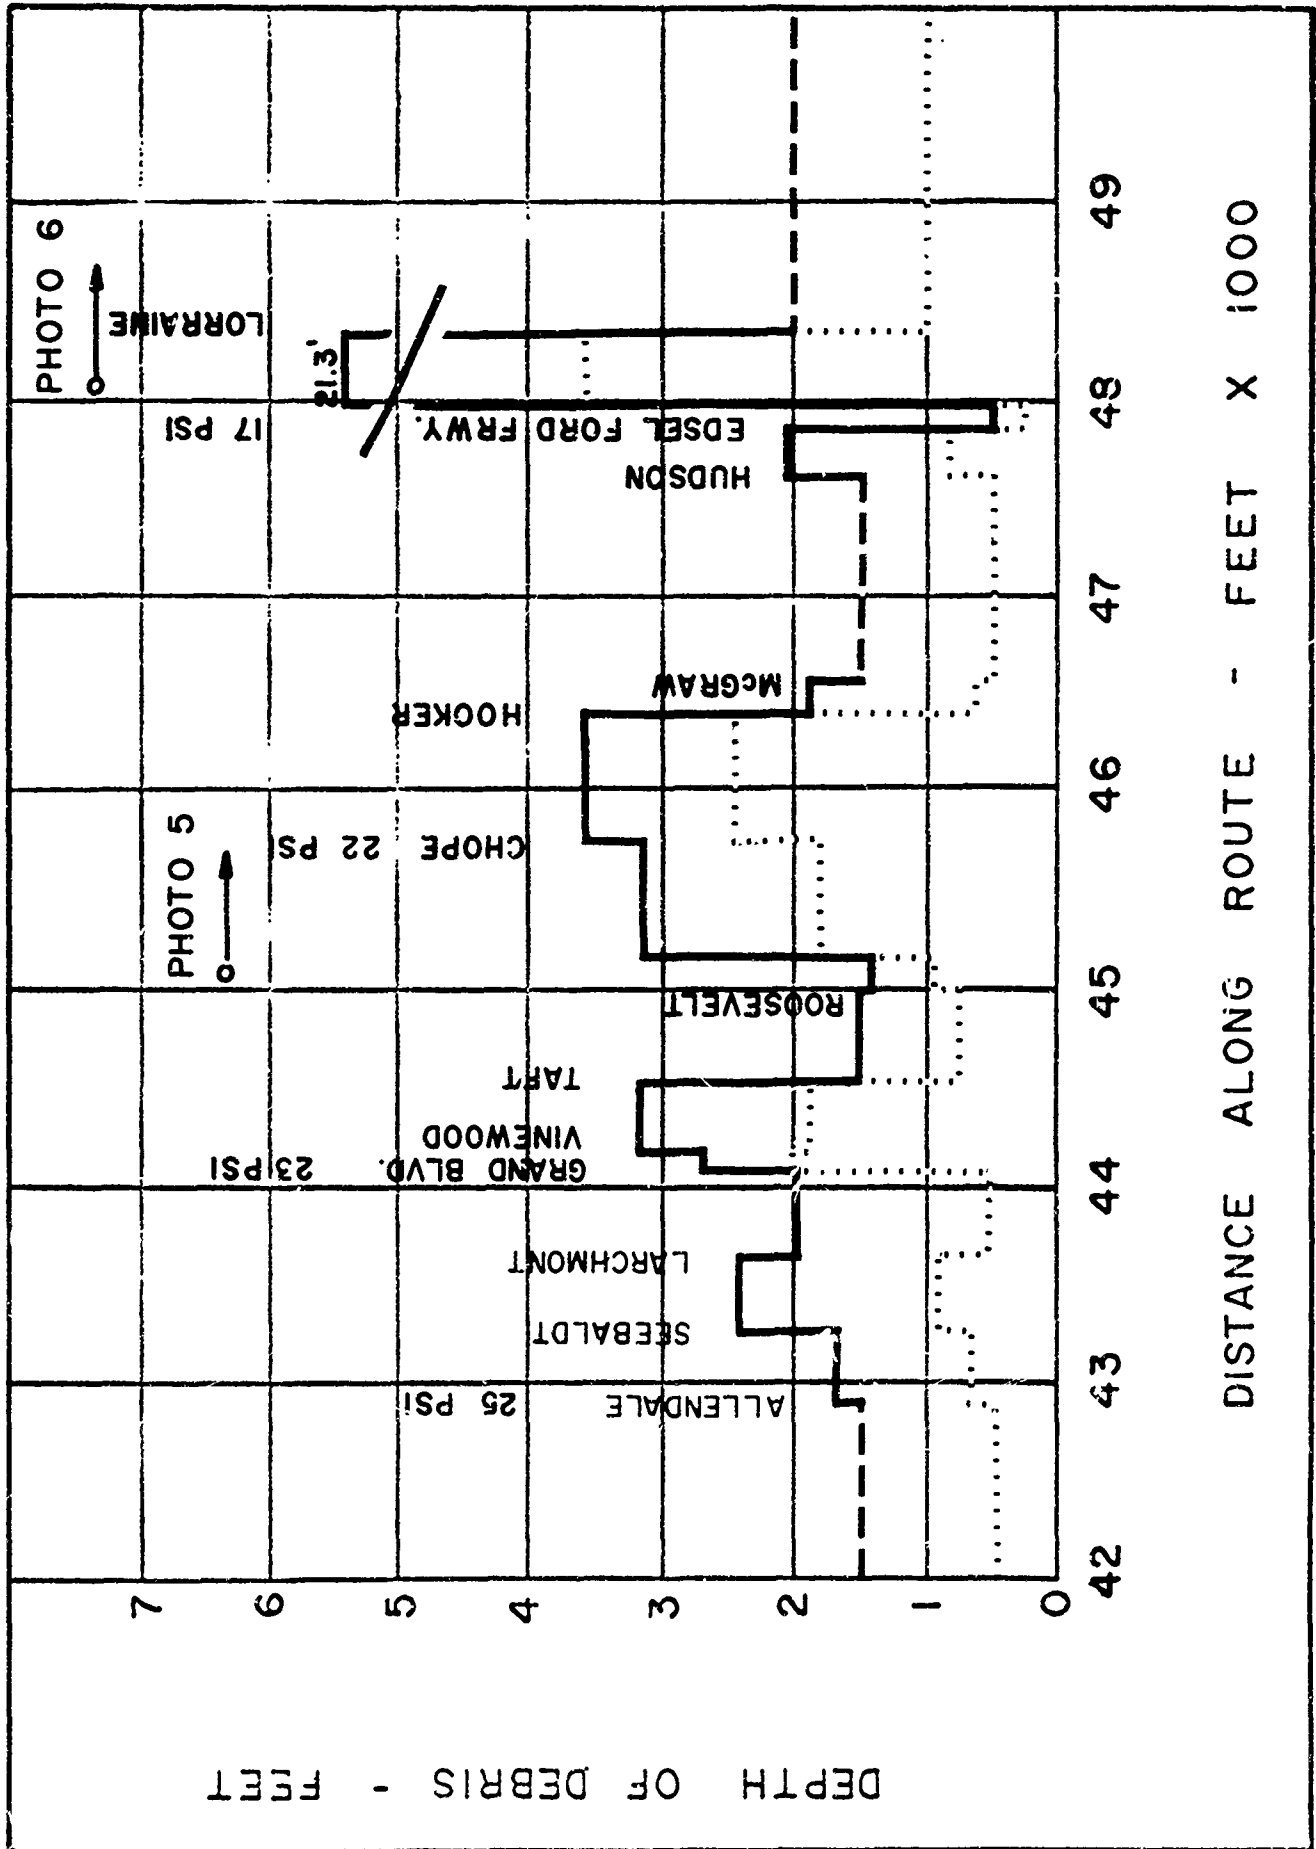 DEPTH OF DEBRIS - FEET
7
6
5
4
3
2
1
0
PHOTO 5
PHOTO 6
ALLENDALE 25 PSI
SEEBALDT
LARCHMONT
GRAND BLVD. 23 PSI
VINEWOOD
TAFT
ROOSEVELT
CHOPE 22 PSI
HOOKER
McGRAW
HUDSON
EDSEL FORD FRWY. 17 PSI
21.3'
LORRAINE
42 43 44 45 46 47 48 49
DISTANCE ALONG ROUTE - FEET X 1000